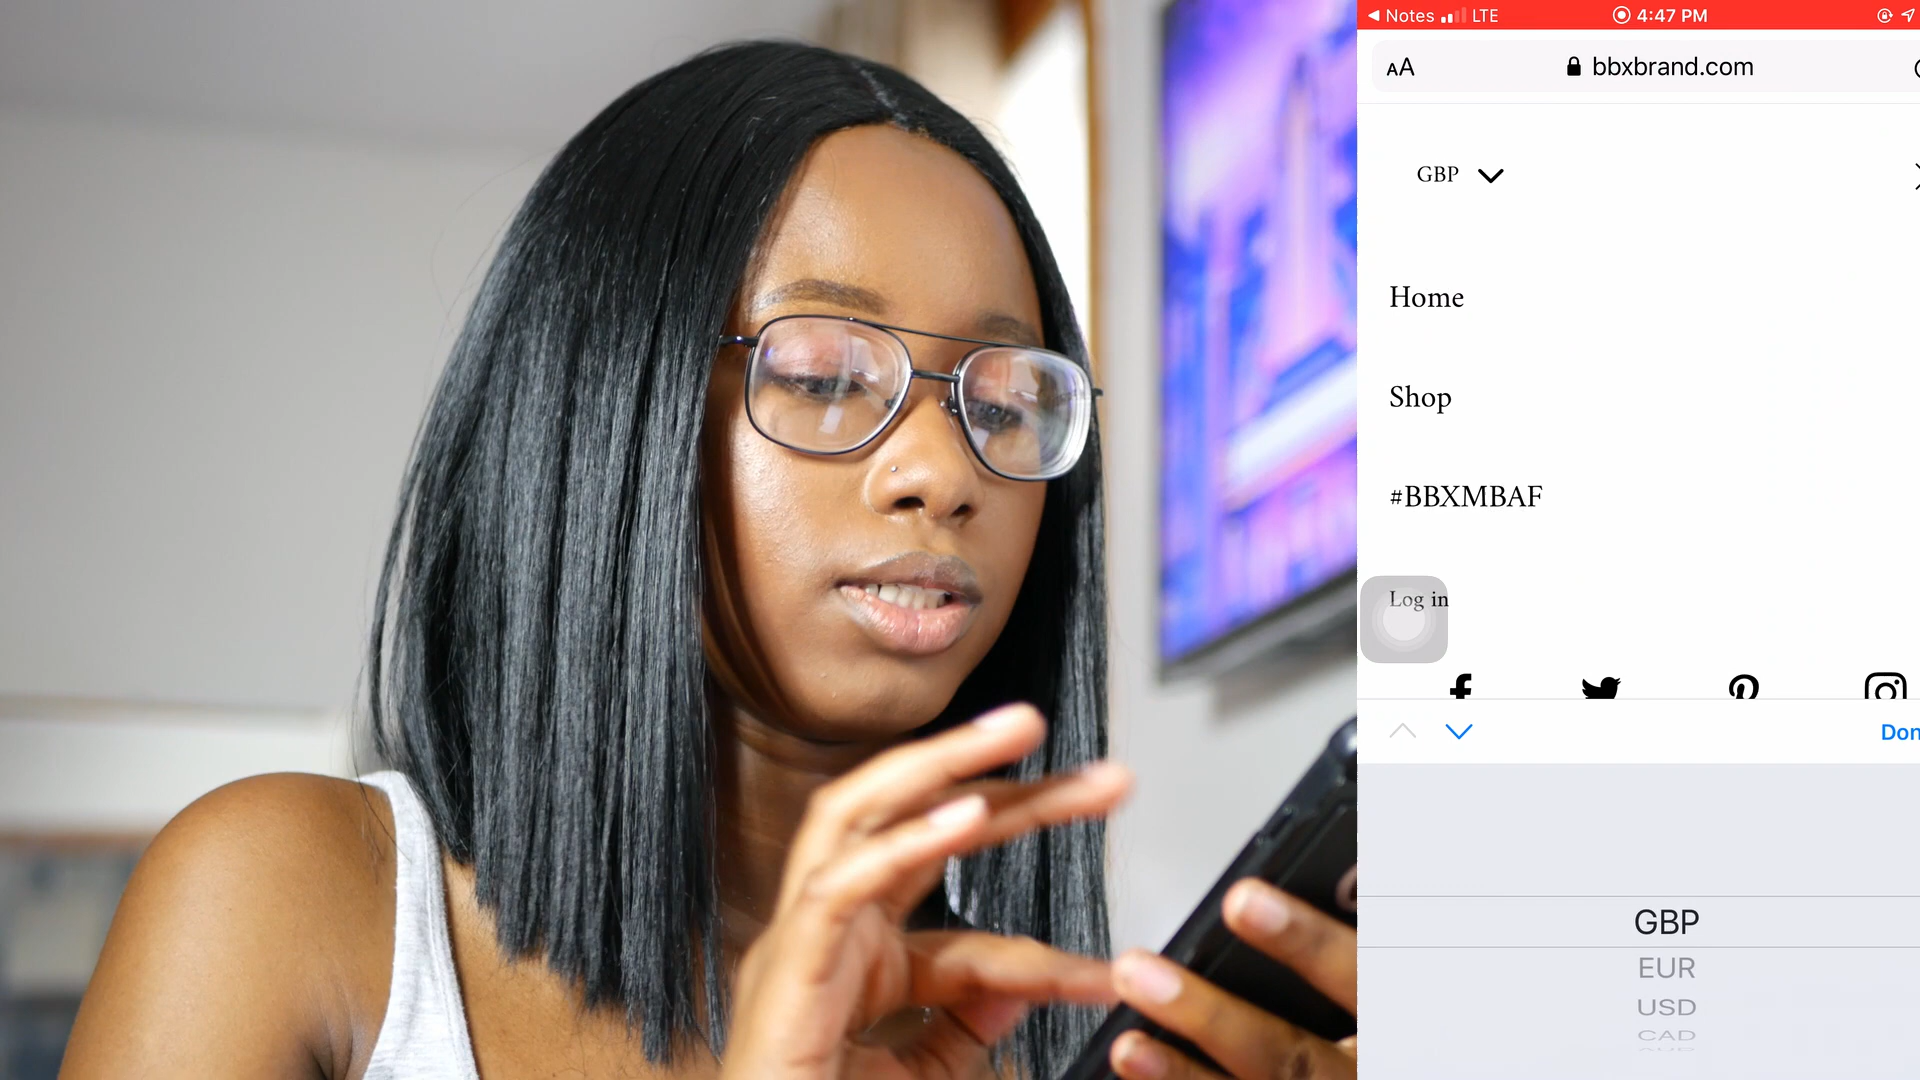 Notes LTE 4:47 PM
AA bbxbrand.com
GBP
Home
Shop
#BBXMBAF
Log in
Don
GBP
EUR
USD
CAD